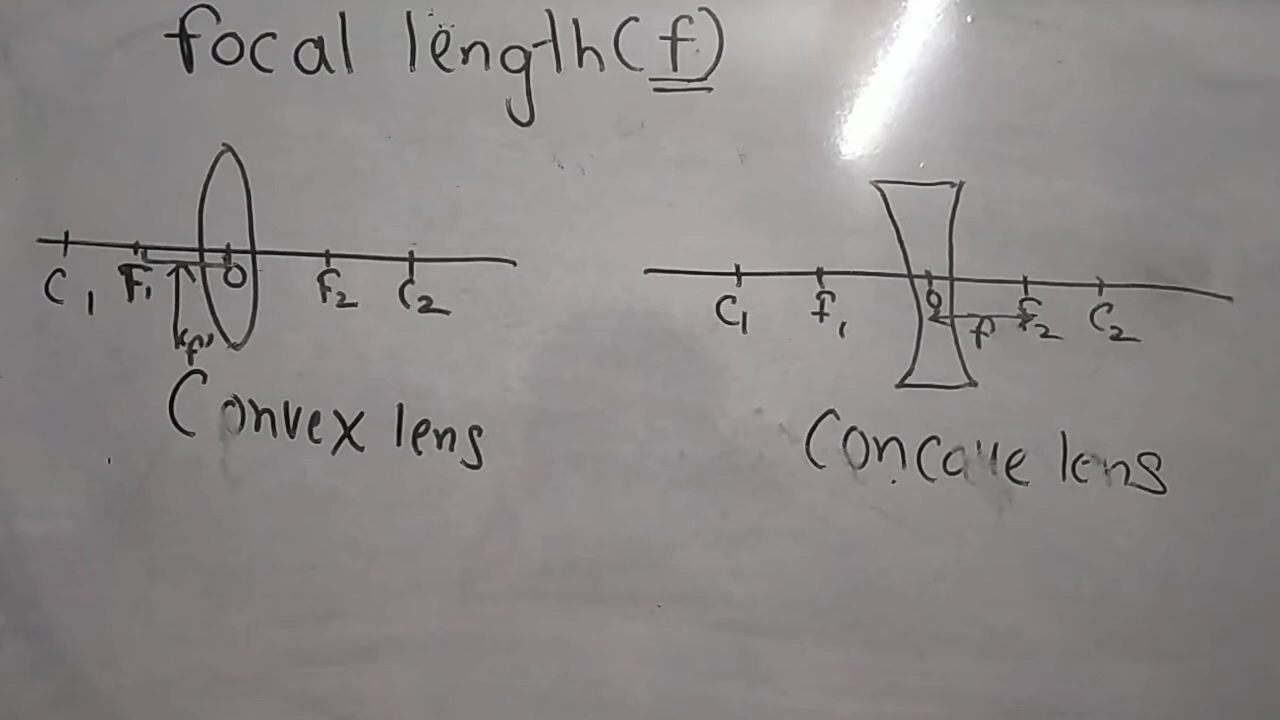 focal length(f)
C1 F1 O F2 C2
"f"
Convex lens
C1 f1 O F2 C2
f
Concave lens